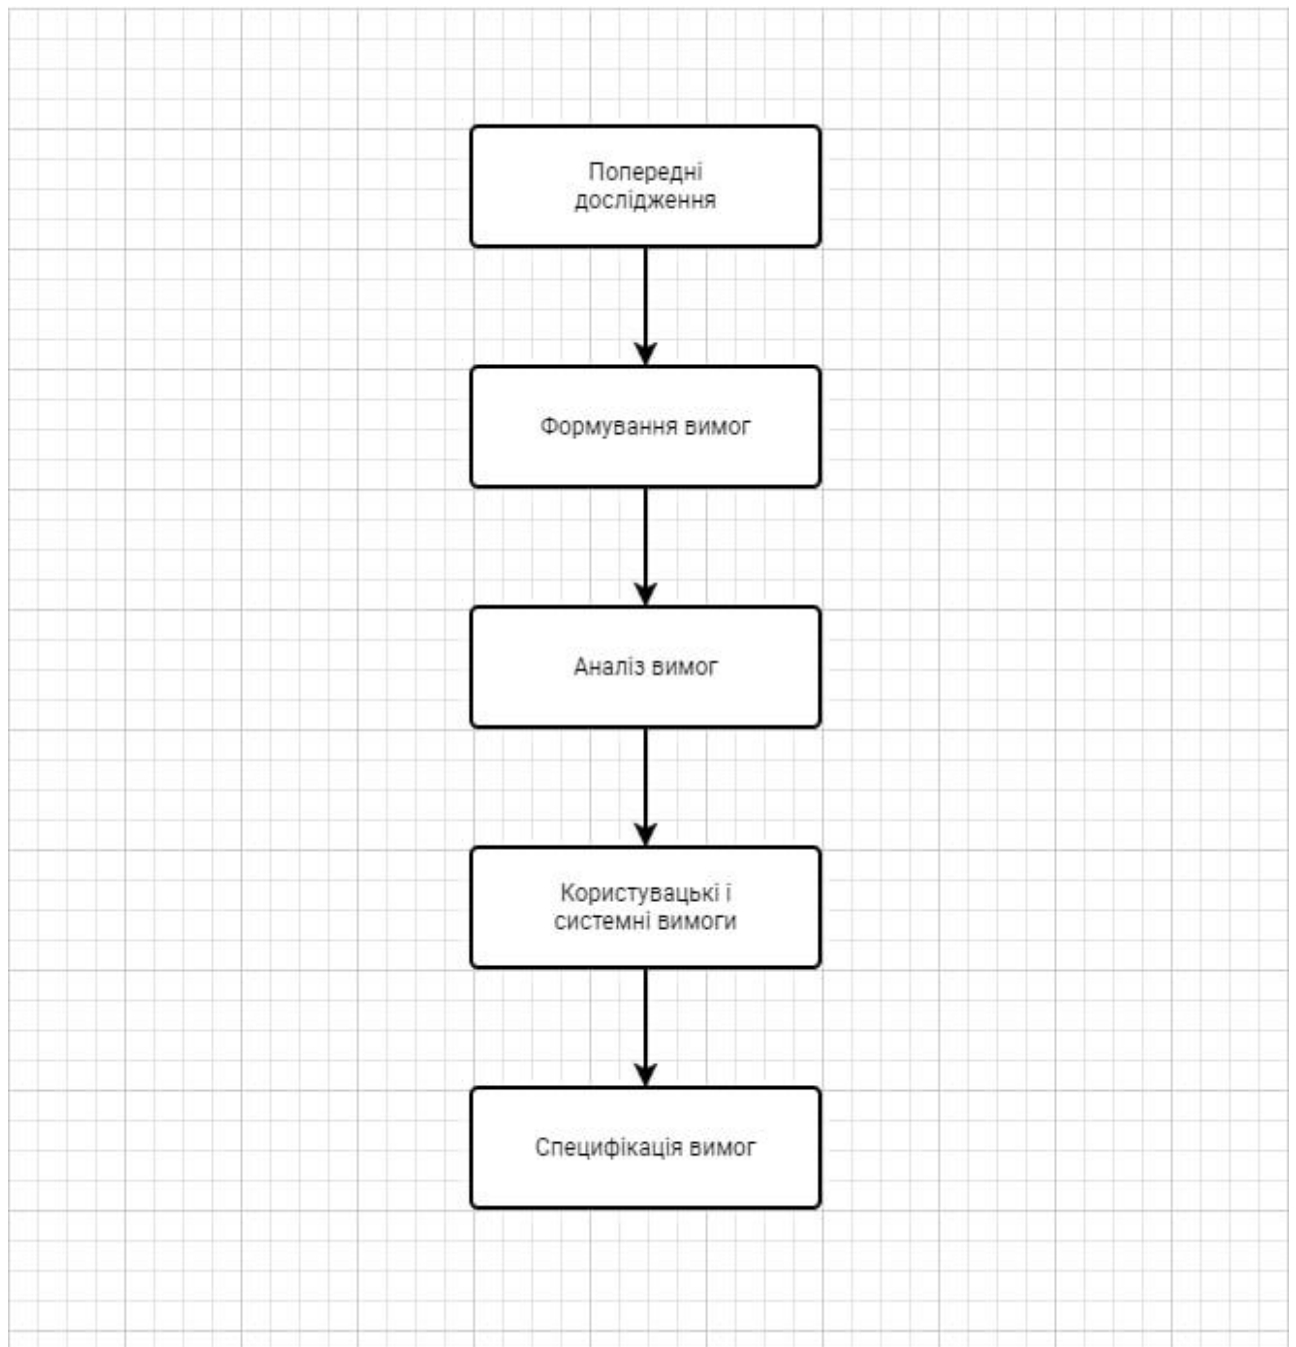 Попередні
дослідження
Формування вимог
Аналіз вимог
Користувацькі і
системні вимоги
Специфікація вимог